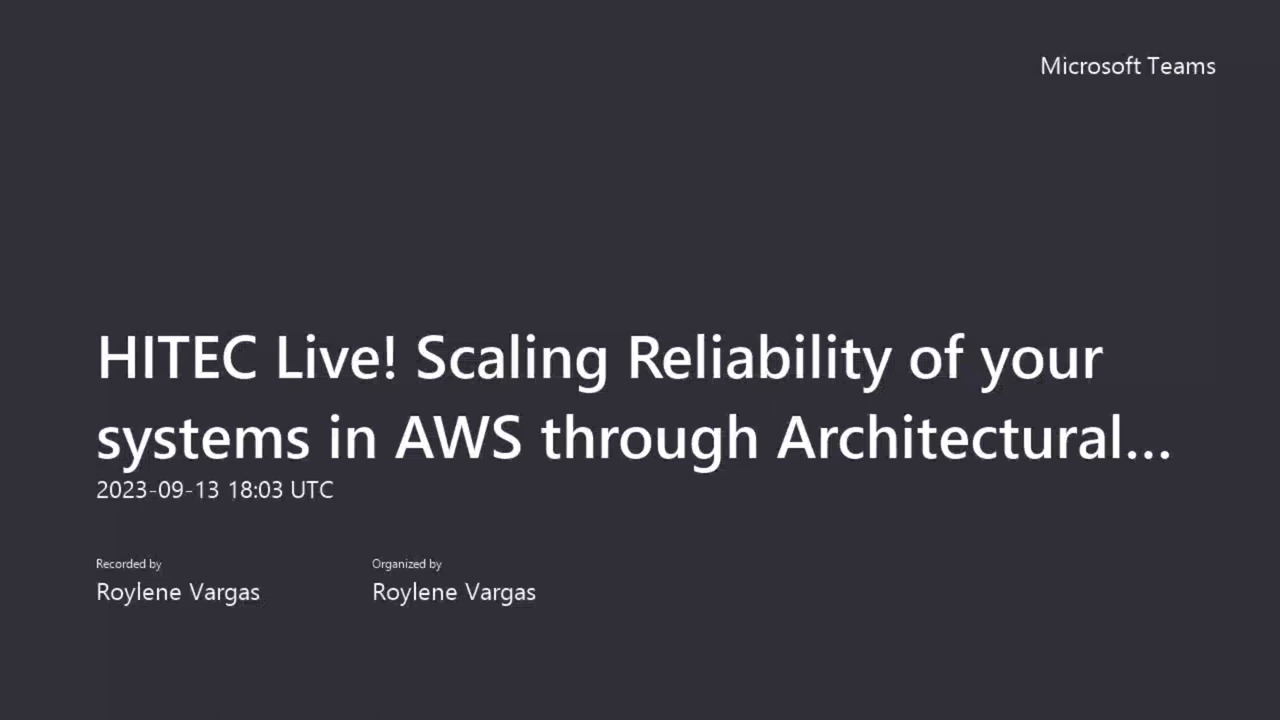 Microsoft Teams
HITEC Live! Scaling Reliability of your
systems in AWS through Architectural...
2023-09-13 18:03 UTC
Recorded by
Roylene Vargas
Organized by
Roylene Vargas